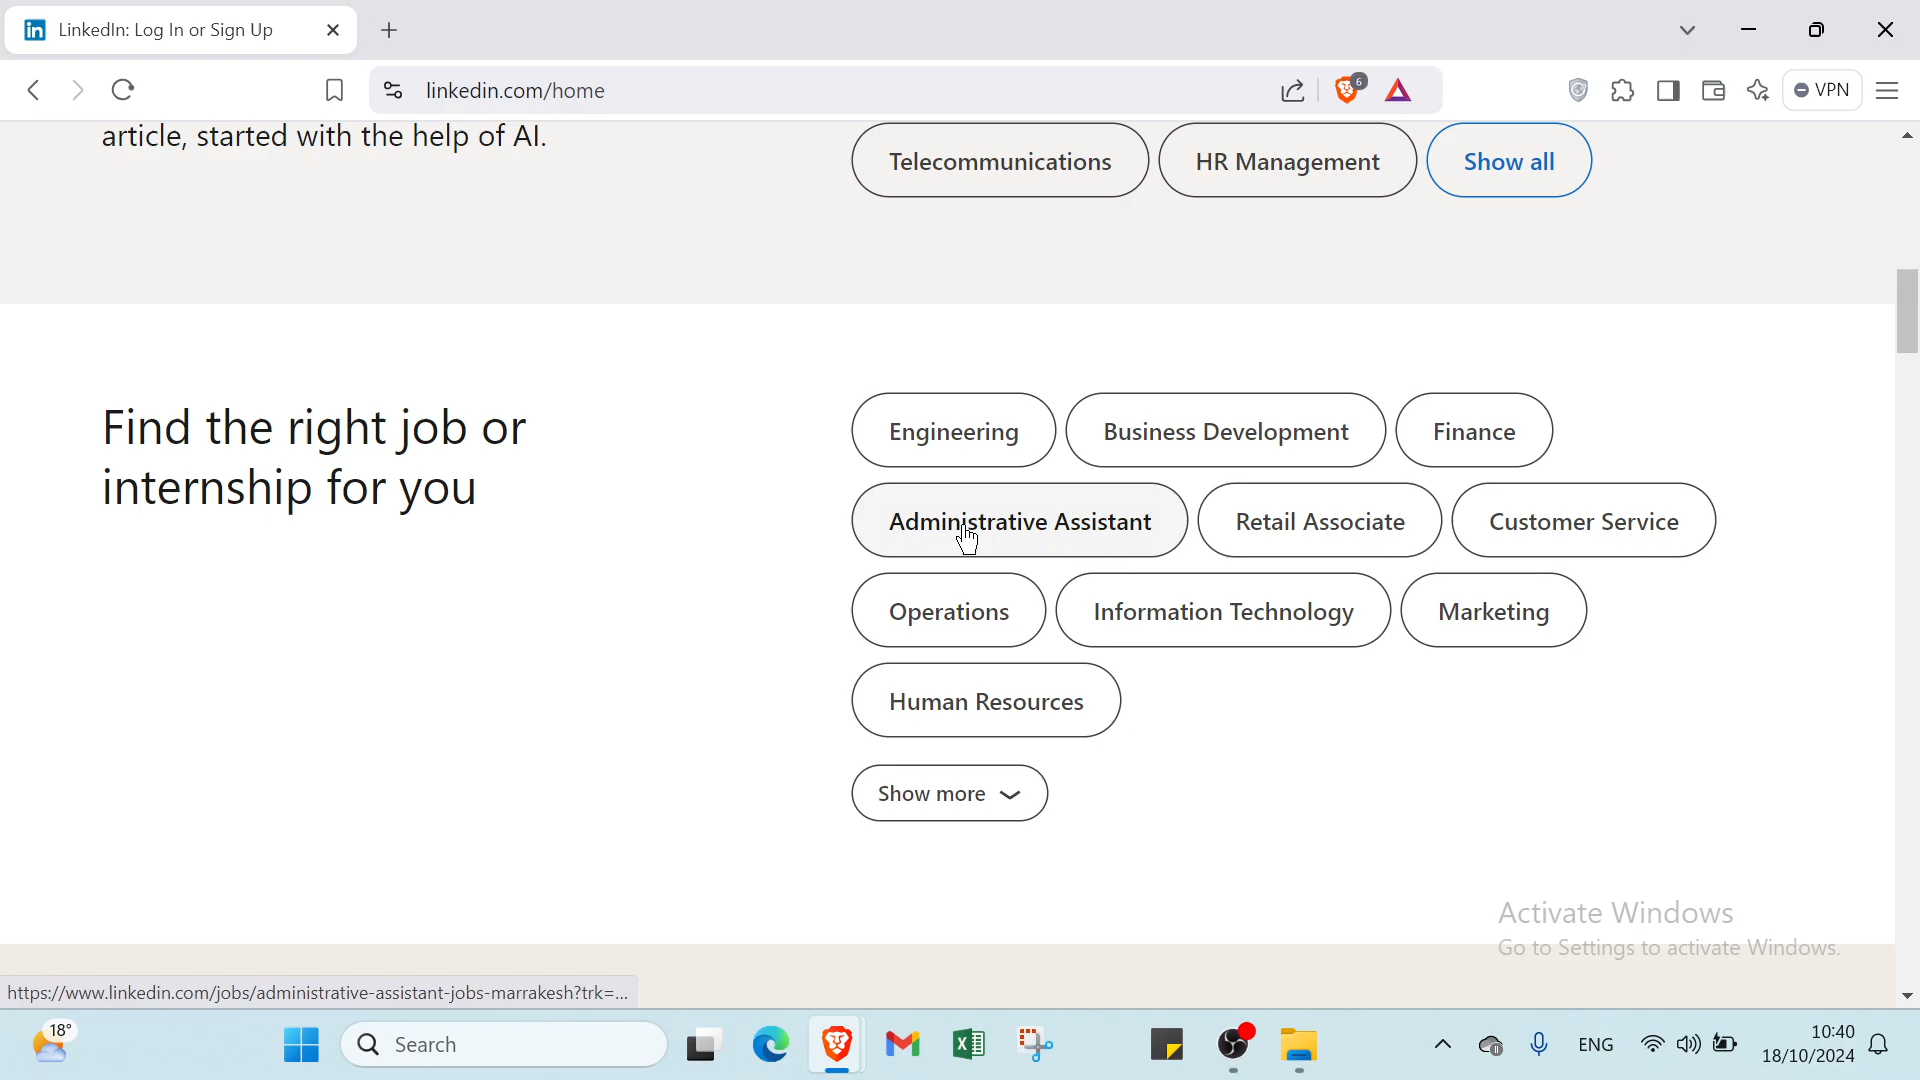 LinkedIn: Log In or Sign Up
linkedin.com/home
6
VPN
article, started with the help of AI.
Telecommunications HR Management Show all
Find the right job or
internship for you
Engineering Business Development Finance
Administrative Assistant Retail Associate Customer Service
Operations Information Technology Marketing
Human Resources
Show more
Activate Windows
Go to Settings to activate Windows.
https://www.linkedin.com/jobs/administrative-assistant-jobs-marrakesh?trk=...
18°
Search
ENG
10:40
18/10/2024